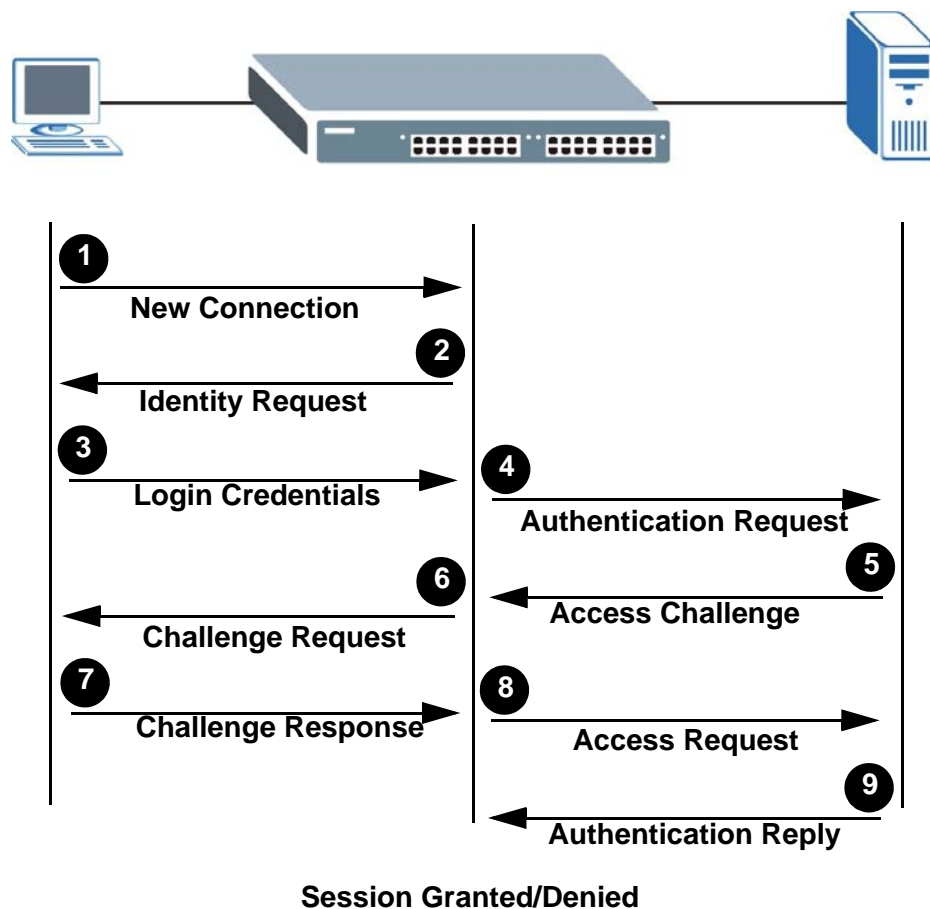 1
New Connection
2
Identity Request
3
Login Credentials
4
Authentication Request
5
Access Challenge
6
Challenge Request
7
Challenge Response
8
Access Request
9
Authentication Reply
Session Granted/Denied